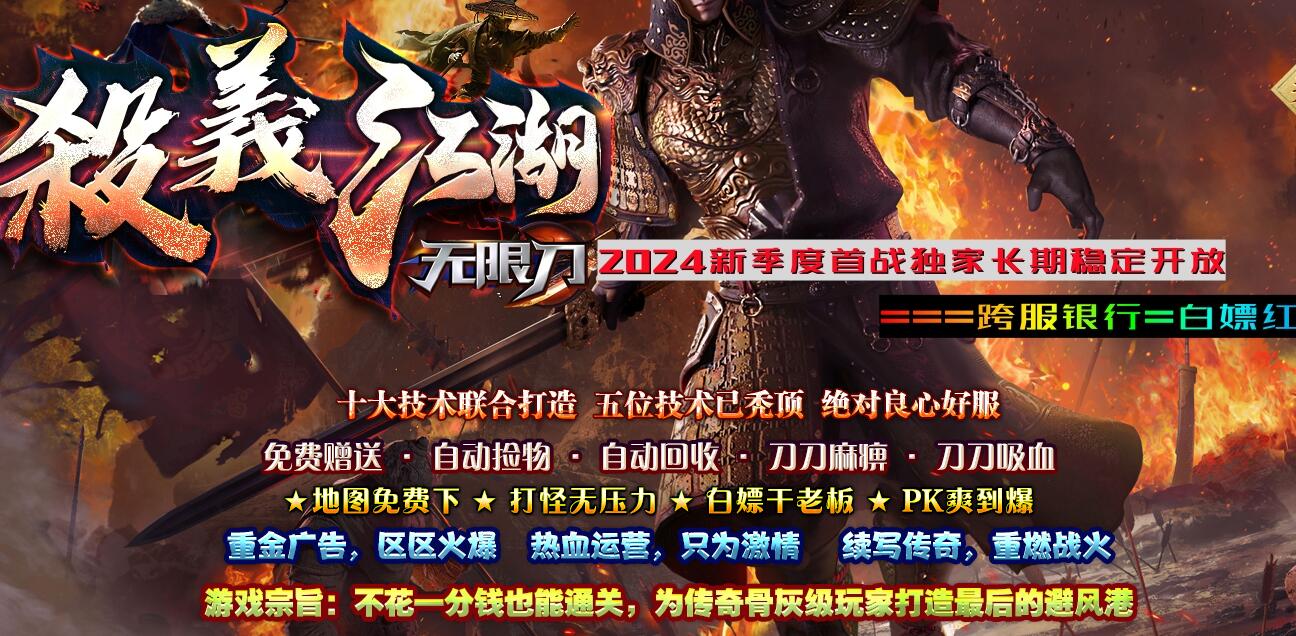 殺義江湖
无限刀
2024新季度首战独家长期稳定开放
===跨服银行=白嫖红
十大技术联合打造 五位技术已秃顶 绝对良心好服
免费赠送 · 自动捡物 · 自动回收 · 刀刀麻痹 · 刀刀吸血
★地图免费下 ★ 打怪无压力 ★ 白嫖干老板 ★ PK爽到爆
重金广告，区区火爆 热血运营，只为激情 续写传奇，重燃战火
游戏宗旨：不花一分钱也能通关，为传奇骨灰级玩家打造最后的避风港